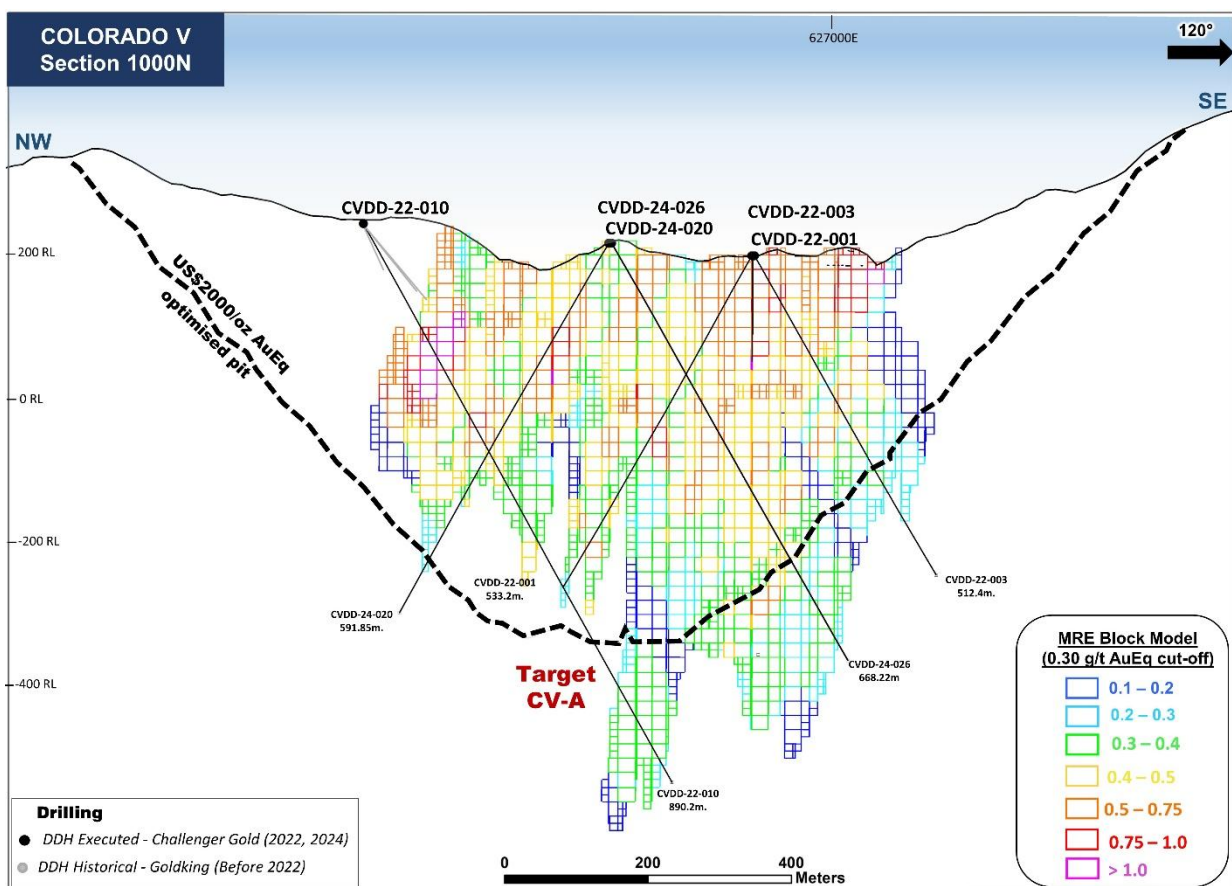 COLORADO V
Section 1000N
627000E
120°
NW
SE
CVDD-22-010
CVDD-24-026
CVDD-24-020
CVDD-22-003
CVDD-22-001
200 RL
US$2000/oz AuEq
optimised pit
0 RL
-200 RL
CVDD-22-001
533.2m.
CVDD-22-003
512.4m.
CVDD-24-020
591.85m.
CVDD-24-026
668.22m
Target
CV-A
-400 RL
CVDD-22-010
890.2m.
MRE Block Model
(0.30 g/t AuEq cut-off)
0.1 – 0.2
0.2 – 0.3
0.3 – 0.4
0.4 – 0.5
0.5 – 0.75
0.75 – 1.0
> 1.0
Drilling
DDH Executed - Challenger Gold (2022, 2024)
DDH Historical - Goldking (Before 2022)
0 200 400
Meters